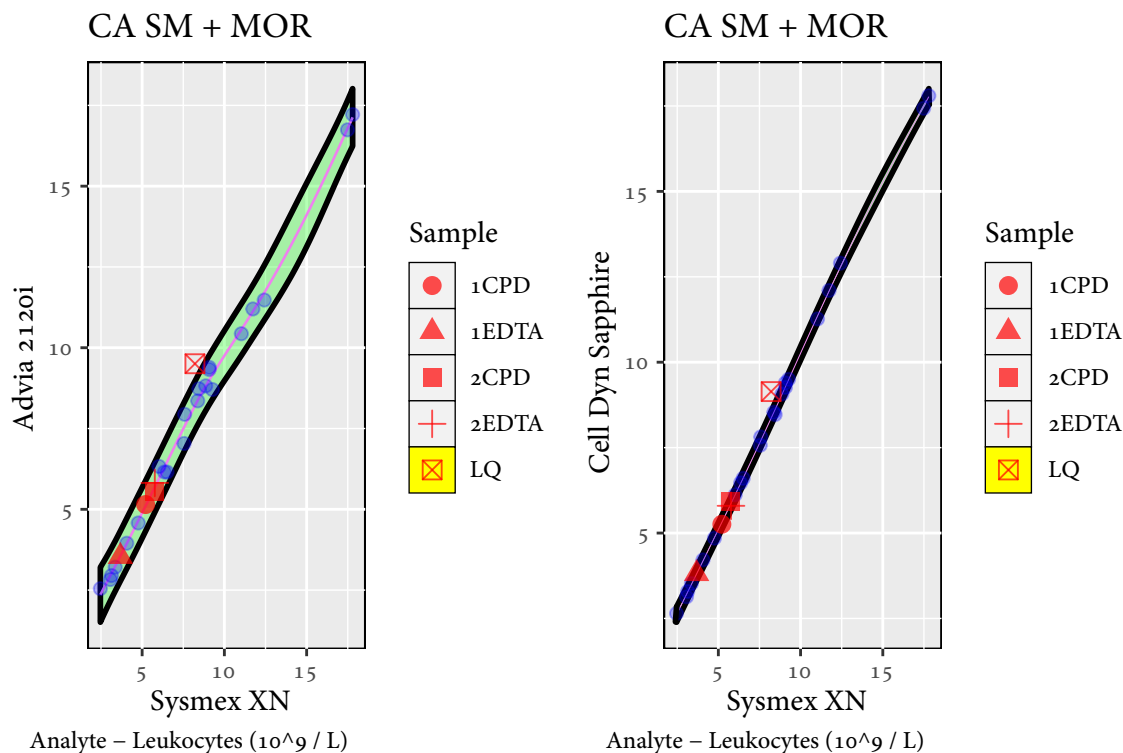 CA SM + MOR
Advia 2120i
15
10
5
5 10 15
Sysmex XN
Analyte – Leukocytes (10^9 / L)
Sample
1CPD
1EDTA
2CPD
2EDTA
LQ
CA SM + MOR
Cell Dyn Sapphire
15
10
5
5 10 15
Sysmex XN
Analyte – Leukocytes (10^9 / L)
Sample
1CPD
1EDTA
2CPD
2EDTA
LQ